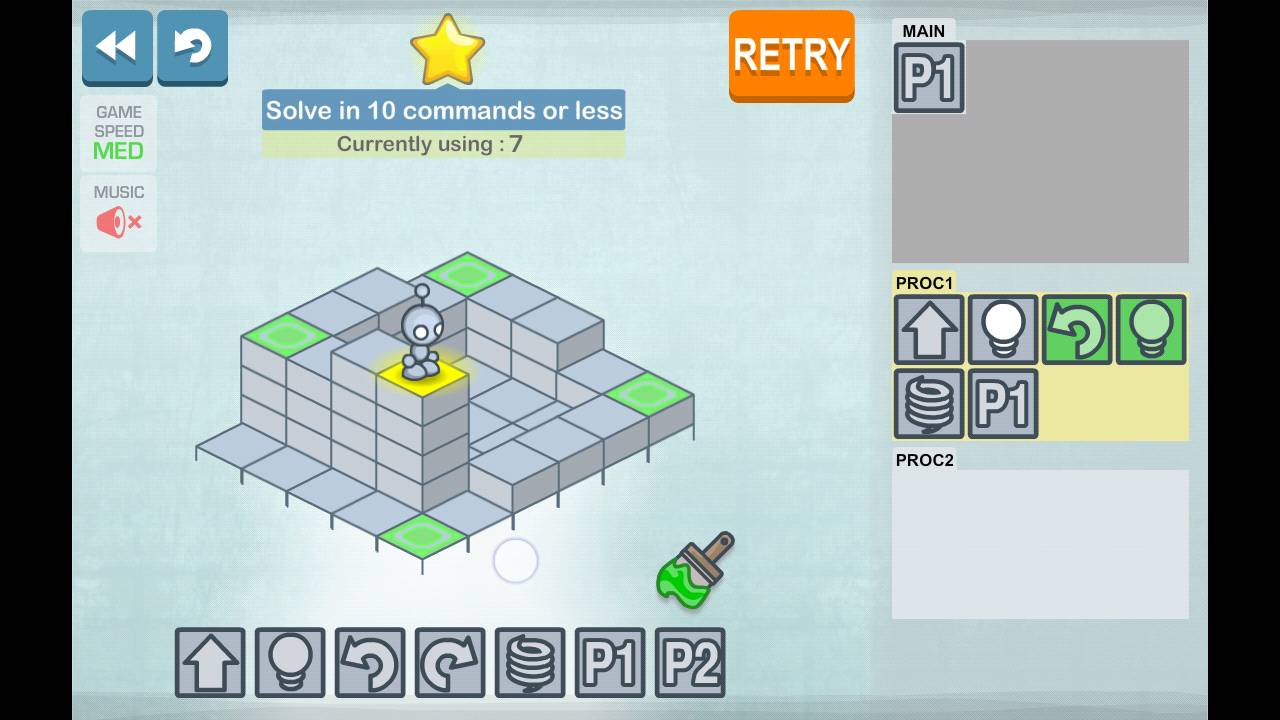 RETRY
MAIN
P1
Solve in 10 commands or less
Currently using : 7
GAME
SPEED
MED
MUSIC
PROC1
P1
PROC2
P1
P2